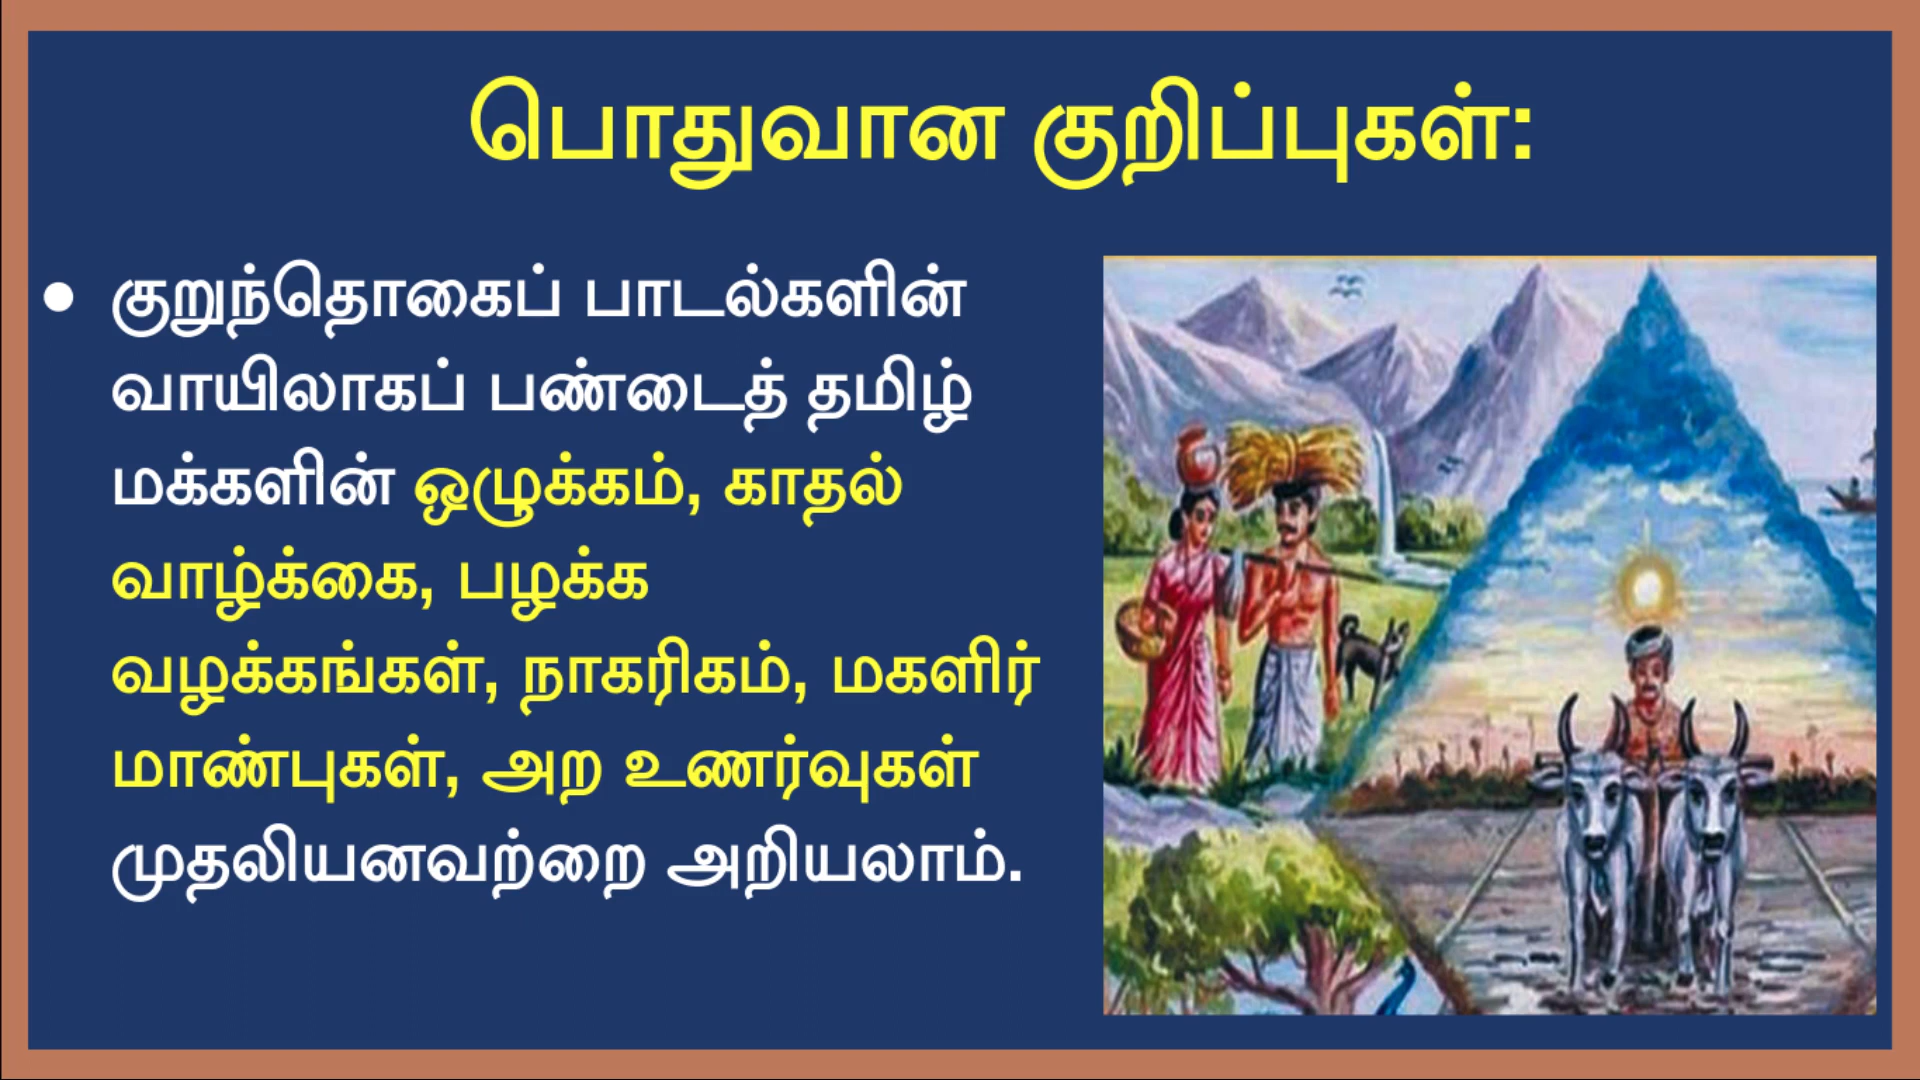 பொதுவான குறிப்புகள்:
• குறுந்தொகைப் பாடல்களின்
வாயிலாகப் பண்டைத் தமிழ்
மக்களின் ஒழுக்கம், காதல்
வாழ்க்கை, பழக்க
வழக்கங்கள், நாகரிகம், மகளிர்
மாண்புகள், அற உணர்வுகள்
முதலியனவற்றை அறியலாம்.